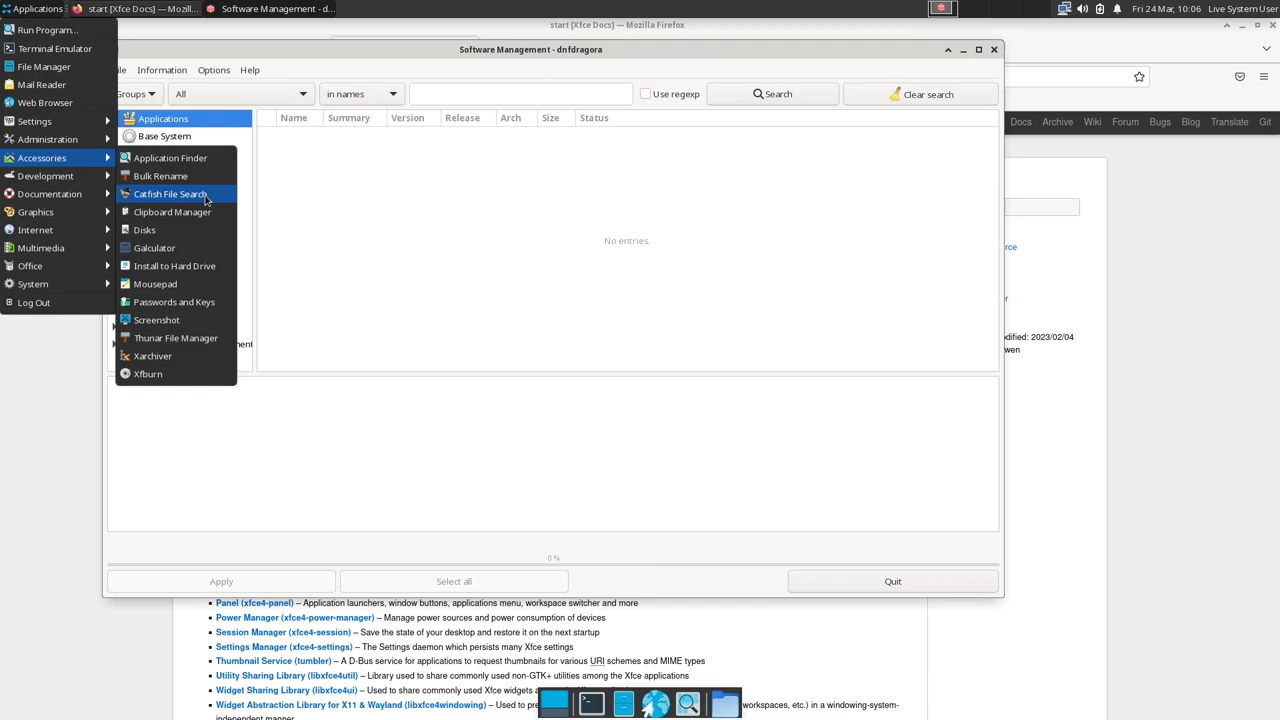 Applications
start [Xfce Docs] — Mozill...
Software Management - d...
Fri 24 Mar, 10:06
Live System User
start [Xfce Docs] — Mozilla Firefox
Run Program...
Terminal Emulator
File Manager
Mail Reader
Web Browser
Settings
Administration
Accessories
Development
Documentation
Graphics
Internet
Multimedia
Office
System
Log Out
Application Finder
Bulk Rename
Catfish File Search
Clipboard Manager
Disks
Galculator
Install to Hard Drive
Mousepad
Passwords and Keys
Screenshot
Thunar File Manager
Xarchiver
Xfburn
Software Management - dnfdragora
Information Options Help
Groups All in names Use regexp Search Clear search
Applications
Base System
Name Summary Version Release Arch Size Status
No entries.
0 %
Apply Select all Quit
Docs Archive Wiki Forum Bugs Blog Translate Git
2023/02/04
Panel (xfce4-panel) – Application launchers, window buttons, applications menu, workspace switcher and more
Power Manager (xfce4-power-manager) – Manage power sources and power consumption of devices
Session Manager (xfce4-session) – Save the state of your desktop and restore it on the next startup
Settings Manager (xfce4-settings) – The Settings daemon which persists many Xfce settings
Thumbnail Service (tumbler) – A D-Bus service for applications to request thumbnails for various URI schemes and MIME types
Utility Sharing Library (libxfce4util) – Library used to share commonly used non-GTK+ utilities among the Xfce applications
Widget Sharing Library (libxfce4ui) – Used to share commonly used Xfce widgets
Widget Abstraction Library for X11 & Wayland (libxfce4windowing) – Used to workspaces, etc.) in a windowing-system-
independent manner